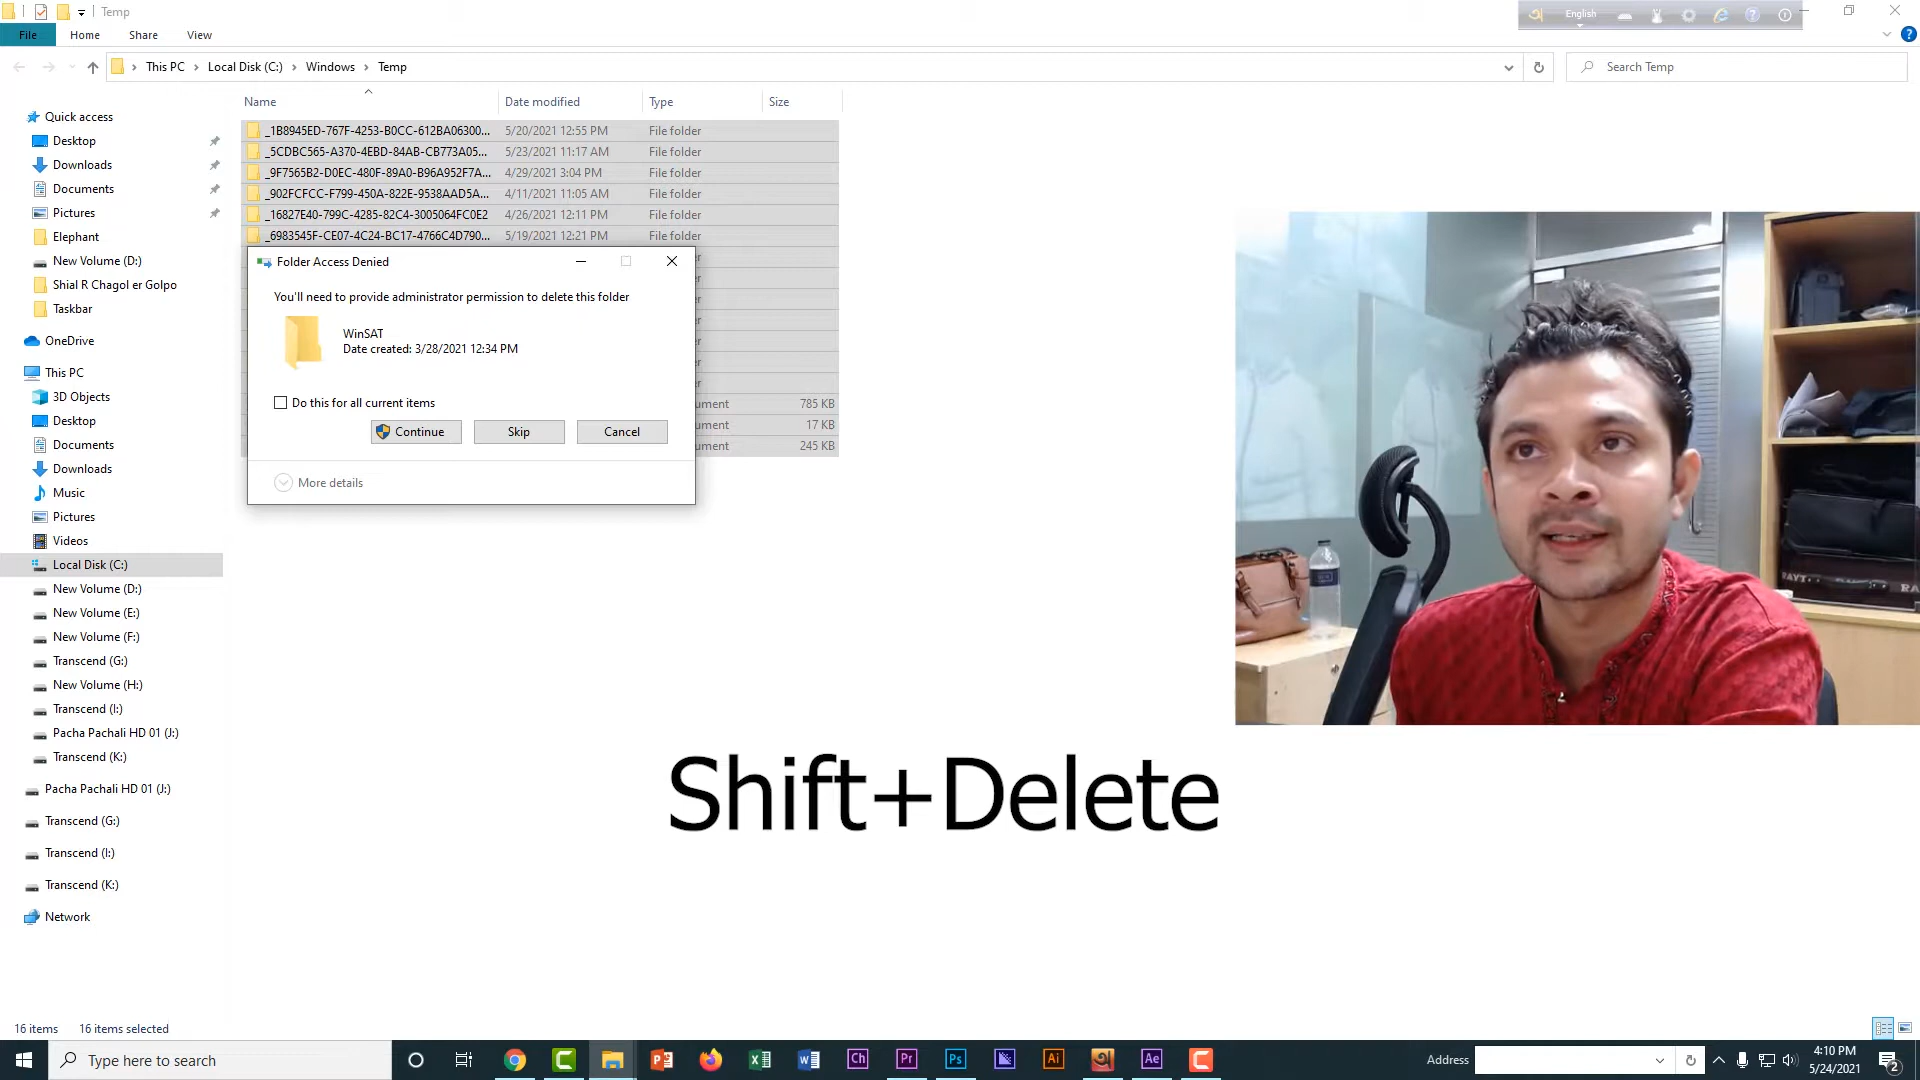 Temp
English
File
Home
Share
View
This PC
Local Disk (C:)
Windows
Temp
Search Temp
Name
Date modified
Type
Size
_1B8945ED-767F-4253-B0CC-612BA06300...
5/20/2021 12:55 PM
File folder
_5CDBC565-A370-4EBD-84AB-CB773A05...
5/23/2021 11:17 AM
File folder
_9F7565B2-D0EC-480F-89A0-B96A952F7A...
4/29/2021 3:04 PM
File folder
_902FCFCC-F799-450A-822E-9538AAD5A...
4/11/2021 11:05 AM
File folder
_16827E40-799C-4285-82C4-3005064FC0E2
4/26/2021 12:11 PM
File folder
_6983545F-CE07-4C24-BC17-4766C4D790...
5/19/2021 12:21 PM
File folder
ument
785 KB
ument
17 KB
ument
245 KB
Folder Access Denied
You'll need to provide administrator permission to delete this folder
WinSAT
Date created: 3/28/2021 12:34 PM
Do this for all current items
Continue
Skip
Cancel
More details
Quick access
Desktop
Downloads
Documents
Pictures
Elephant
New Volume (D:)
Shial R Chagol er Golpo
Taskbar
OneDrive
This PC
3D Objects
Desktop
Documents
Downloads
Music
Pictures
Videos
Local Disk (C:)
New Volume (D:)
New Volume (E:)
New Volume (F:)
Transcend (G:)
New Volume (H:)
Transcend (I:)
Pacha Pachali HD 01 (J:)
Transcend (K:)
Pacha Pachali HD 01 (J:)
Transcend (G:)
Transcend (I:)
Transcend (K:)
Network
Shift+Delete
16 items
16 items selected
Type here to search
Ch
Pr
Ps
Ai
Ae
Address
4:10 PM
5/24/2021
2